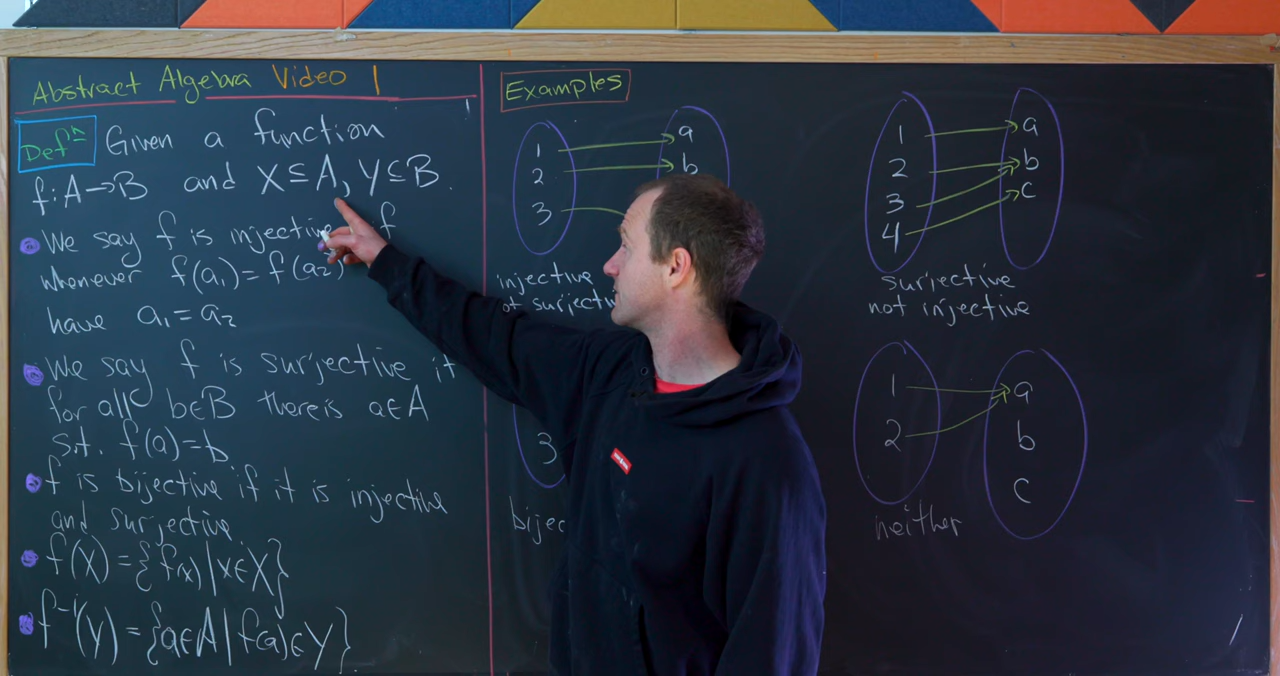 Abstract Algebra Video 1
Defⁿ Given a function
f: A→B and X⊆A, Y⊆B.
We say f is injective if
whenever f(a₁)=f(a₂)
have a₁=a₂
We say f is surjective if
for all b∈B there is a∈A
s.t. f(a)=b
f is bijective if it is injective
and surjective
f(X)={f(x)|x∈X}
f⁻¹(Y)={a∈A|f(a)∈Y}
Examples
1 a
2 b
3
injective
not surjective
3
1 a
2 b
3 c
4
surjective
not injective
1 a
2 b
c
neither